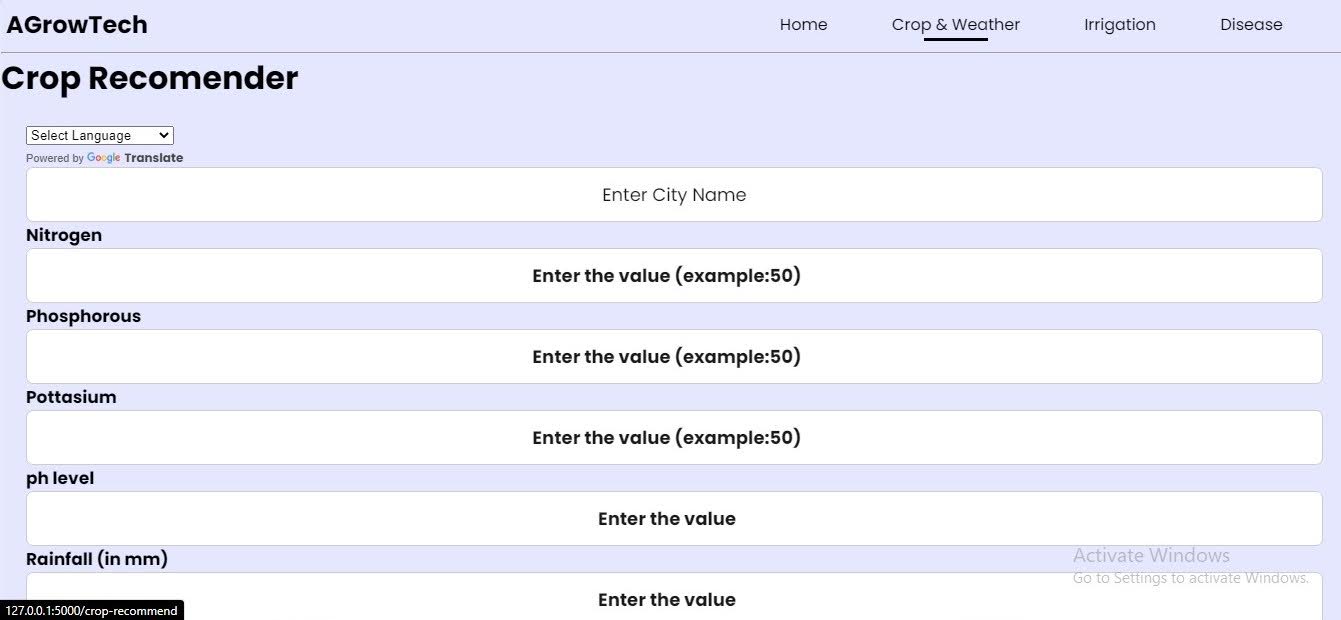 AGrowTech Home Crop & Weather Irrigation Disease
Crop Recomender
Select Language
Powered by Google Translate
Enter City Name
Nitrogen
Enter the value (example:50)
Phosphorous
Enter the value (example:50)
Pottasium
Enter the value (example:50)
ph level
Enter the value
Rainfall (in mm)
Activate Windows
Go to Settings to activate Windows.
Enter the value
127.0.0.1:5000/crop-recommend